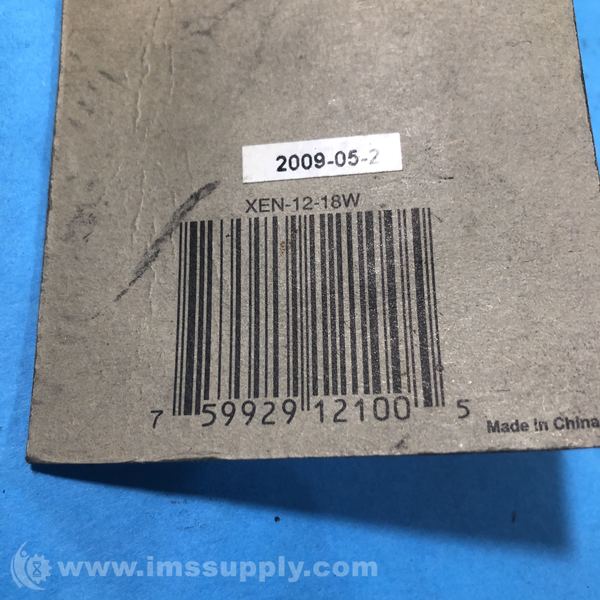 2009-05-2
XEN-12-18W
7 59929 12100 5
Made in China
www.imssupply.com